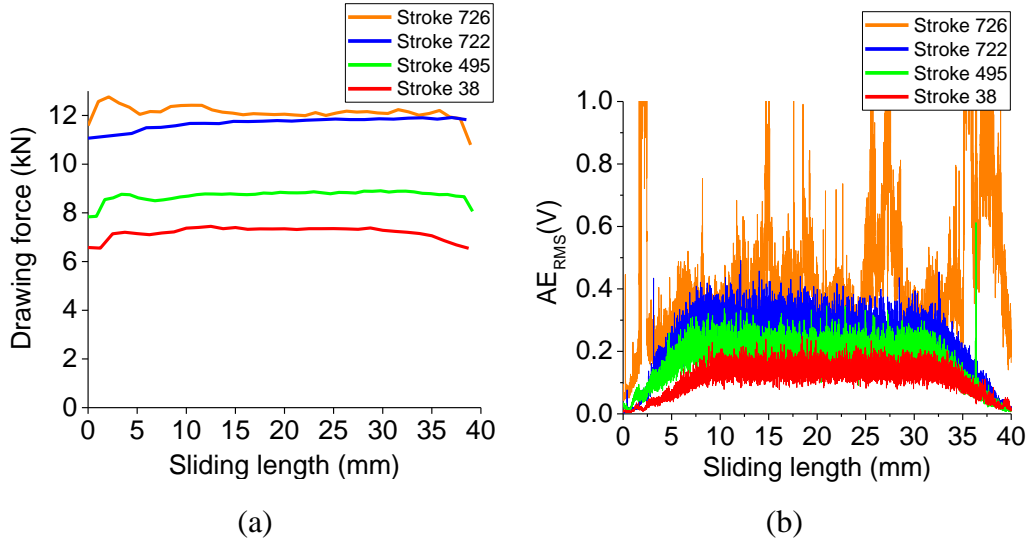 Stroke 726
Stroke 722
Stroke 495
Stroke 38
12
10
8
6
4
2
0
Drawing force (kN)
0 5 10 15 20 25 30 35 40
Sliding length (mm)
(a)
Stroke 726
Stroke 722
Stroke 495
Stroke 38
1.0
0.8
0.6
0.4
0.2
0.0
AE_RMS(V)
0 5 10 15 20 25 30 35 40
Sliding length (mm)
(b)